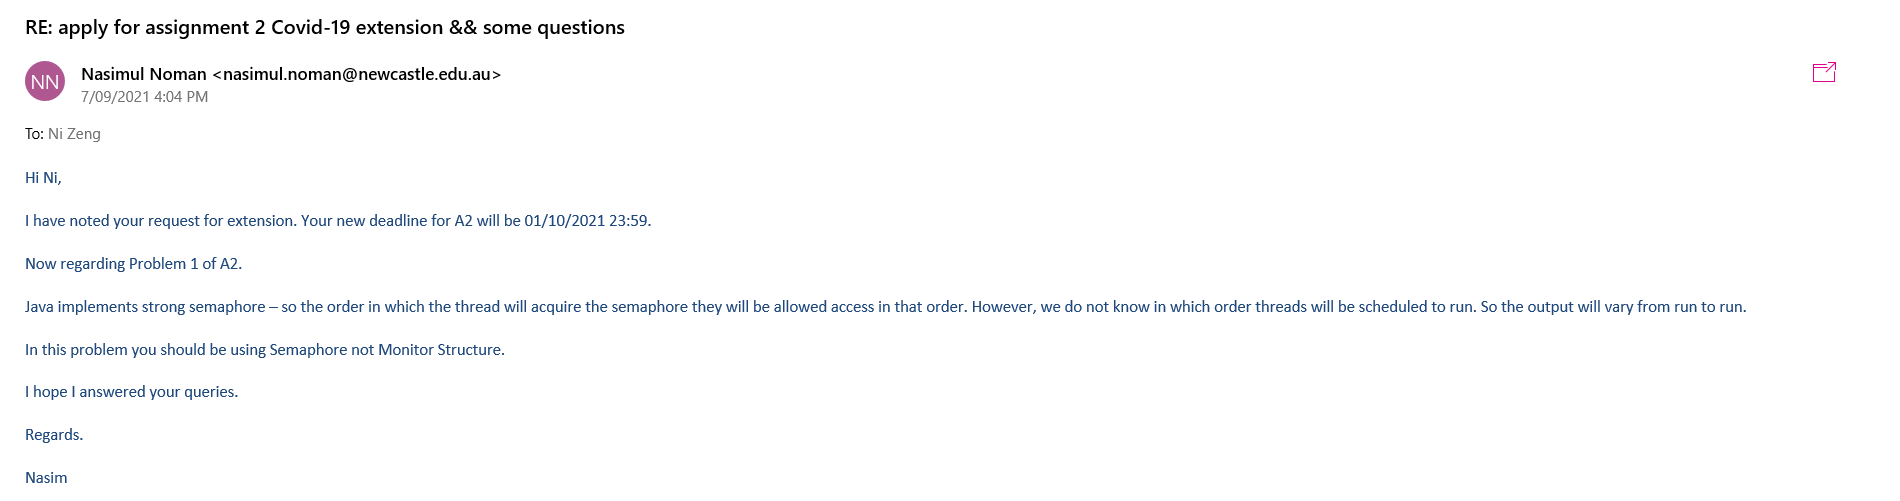 RE: apply for assignment 2 Covid-19 extension && some questions
NN
Nasimul Noman <nasimul.noman@newcastle.edu.au>
7/09/2021 4:04 PM
To: Ni Zeng
Hi Ni,
I have noted your request for extension. Your new deadline for A2 will be 01/10/2021 23:59.
Now regarding Problem 1 of A2.
Java implements strong semaphore – so the order in which the thread will acquire the semaphore they will be allowed access in that order. However, we do not know in which order threads will be scheduled to run. So the output will vary from run to run.
In this problem you should be using Semaphore not Monitor Structure.
I hope I answered your queries.
Regards.
Nasim